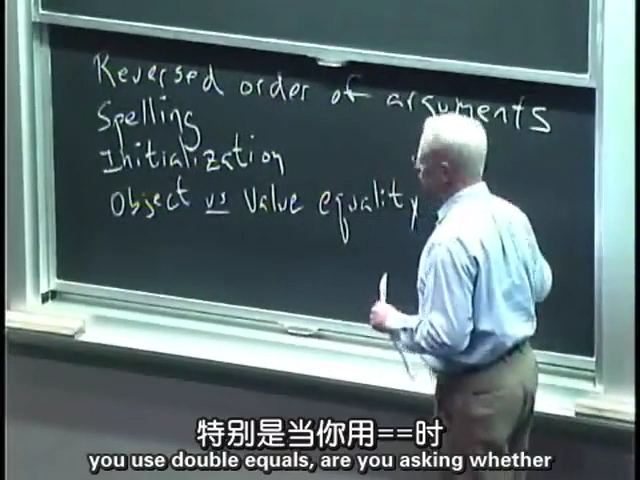 Reversed order of arguments
Spelling
Initialization
Object vs Value equality
特别是当你用==时
you use double equals, are you asking whether